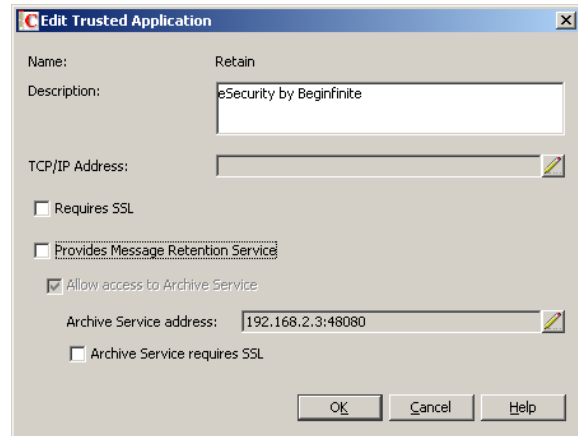 Edit Trusted Application
Name: Retain
Description: eSecurity by Beginfinite
TCP/IP Address:
Requires SSL
Provides Message Retention Service
Allow access to Archive Service
Archive Service address: 192.168.2.3:48080
Archive Service requires SSL
OK Cancel Help